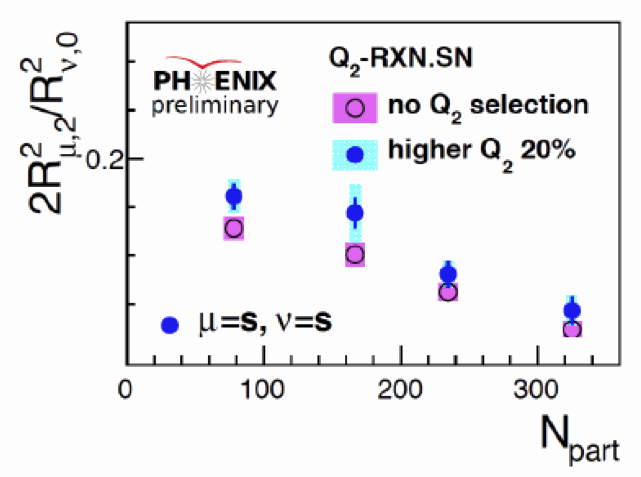 2R²μ,2/R²ν,0
0.2
PHENIX
preliminary
Q₂-RXN.SN
no Q₂ selection
higher Q₂ 20%
μ=s, ν=s
0 100 200 300
Npart